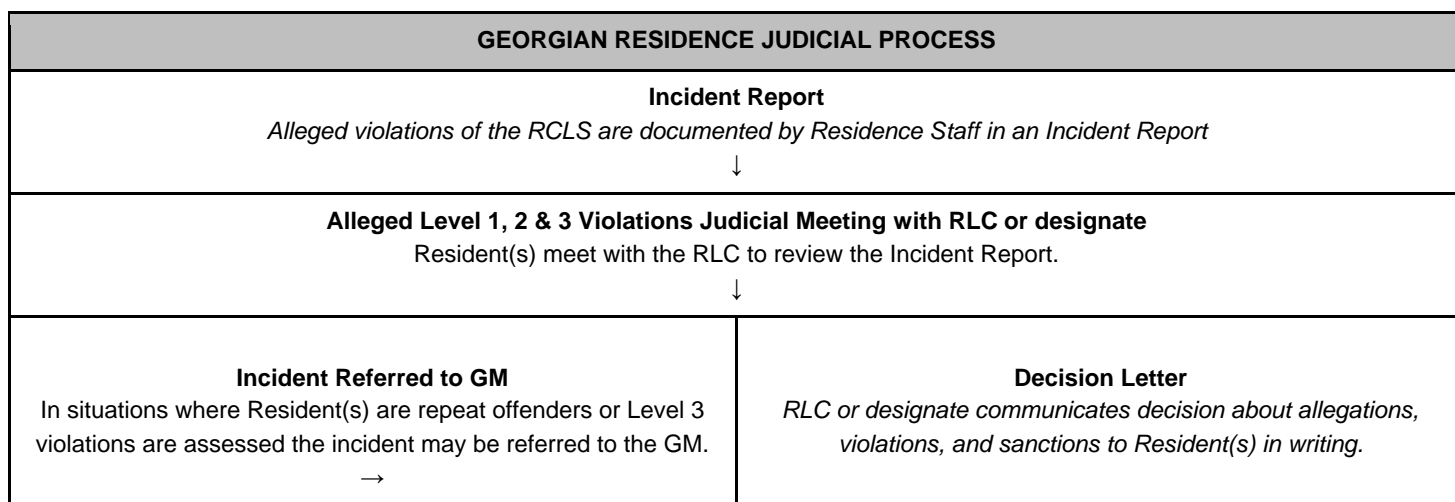 GEORGIAN RESIDENCE JUDICIAL PROCESS
Incident Report
Alleged violations of the RCLS are documented by Residence Staff in an Incident Report
↓
Alleged Level 1, 2 & 3 Violations Judicial Meeting with RLC or designate
Resident(s) meet with the RLC to review the Incident Report.
↓
Incident Referred to GM
In situations where Resident(s) are repeat offenders or Level 3
violations are assessed the incident may be referred to the GM.
→
Decision Letter
RLC or designate communicates decision about allegations,
violations, and sanctions to Resident(s) in writing.